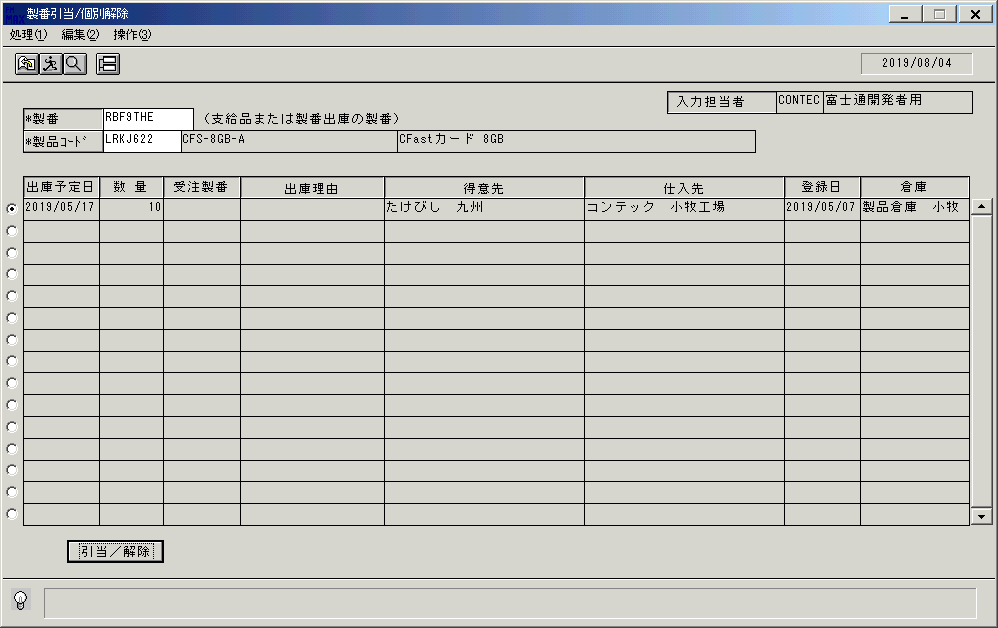 製番引当/個別解除
処理(1) 編集(2) 操作(3)
2019/08/04
入力担当者 CONTEC 富士通開発者用
*製番 RBF9THE (支給品または製番出庫の製番)
*製品コード LRKJ622 CFS-8GB-A CFastカード 8GB
出庫予定日 数 量 受注製番 出庫理由 得意先 仕入先 登録日 倉庫
2019/05/17 10 たけびし 九州 コンテック 小牧工場 2019/05/07 製品倉庫 小牧
引当/解除